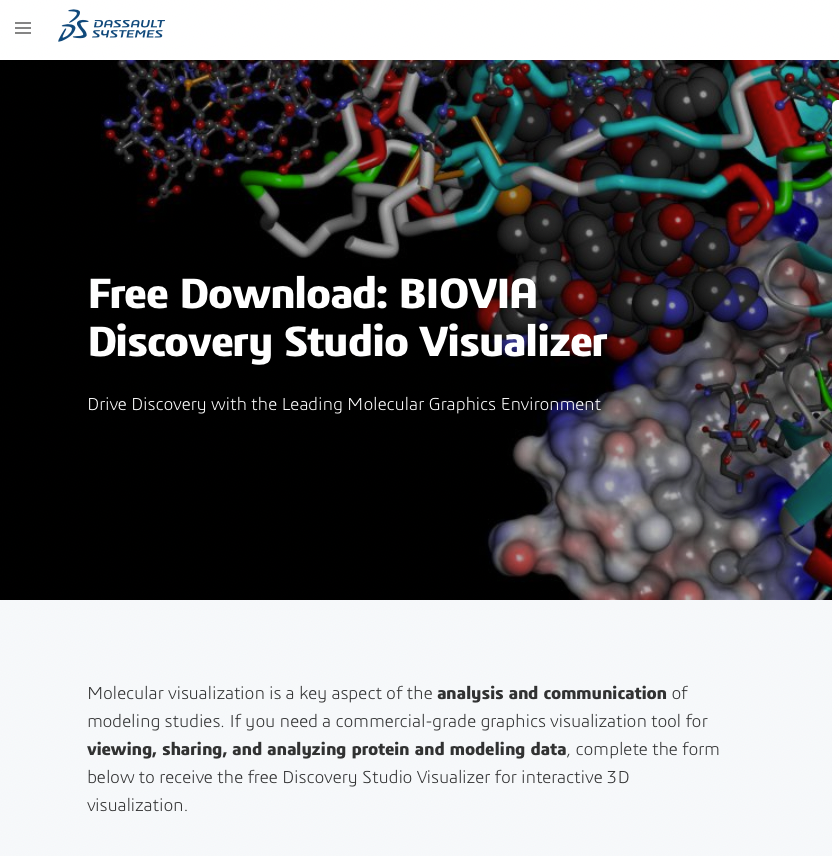 DASSAULT
SYSTEMES
Free Download: BIOVIA
Discovery Studio Visualizer
Drive Discovery with the Leading Molecular Graphics Environment
Molecular visualization is a key aspect of the analysis and communication of
modeling studies. If you need a commercial-grade graphics visualization tool for
viewing, sharing, and analyzing protein and modeling data, complete the form
below to receive the free Discovery Studio Visualizer for interactive 3D
visualization.